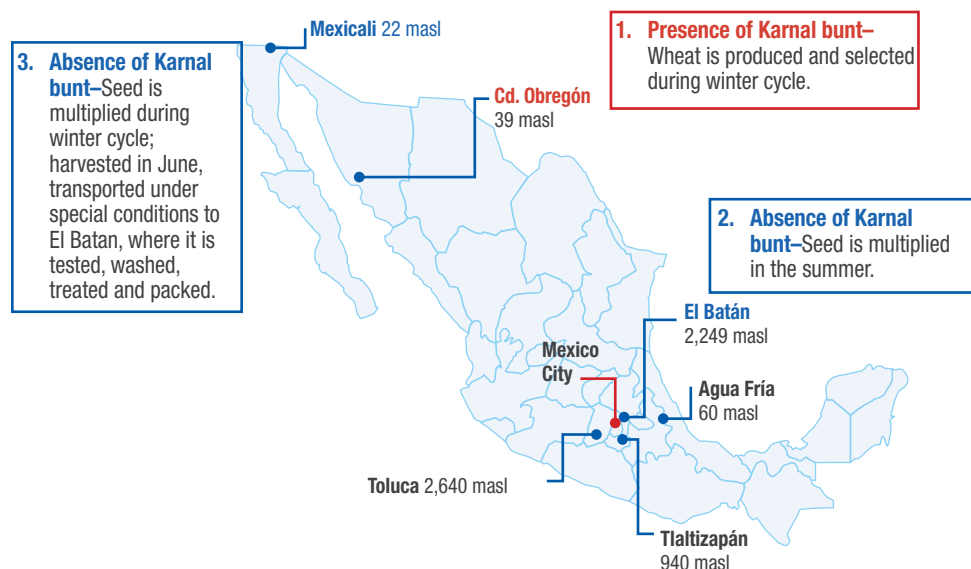 Mexicali 22 masl
1. Presence of Karnal bunt–
Wheat is produced and selected
during winter cycle.
3. Absence of Karnal
bunt–Seed is
multiplied during
winter cycle;
harvested in June,
transported under
special conditions to
El Batan, where it is
tested, washed,
treated and packed.
Cd. Obregón
39 masl
2. Absence of Karnal
bunt–Seed is multiplied
in the summer.
El Batán
2,249 masl
Mexico
City
Agua Fría
60 masl
Toluca 2,640 masl
Tlaltizapán
940 masl